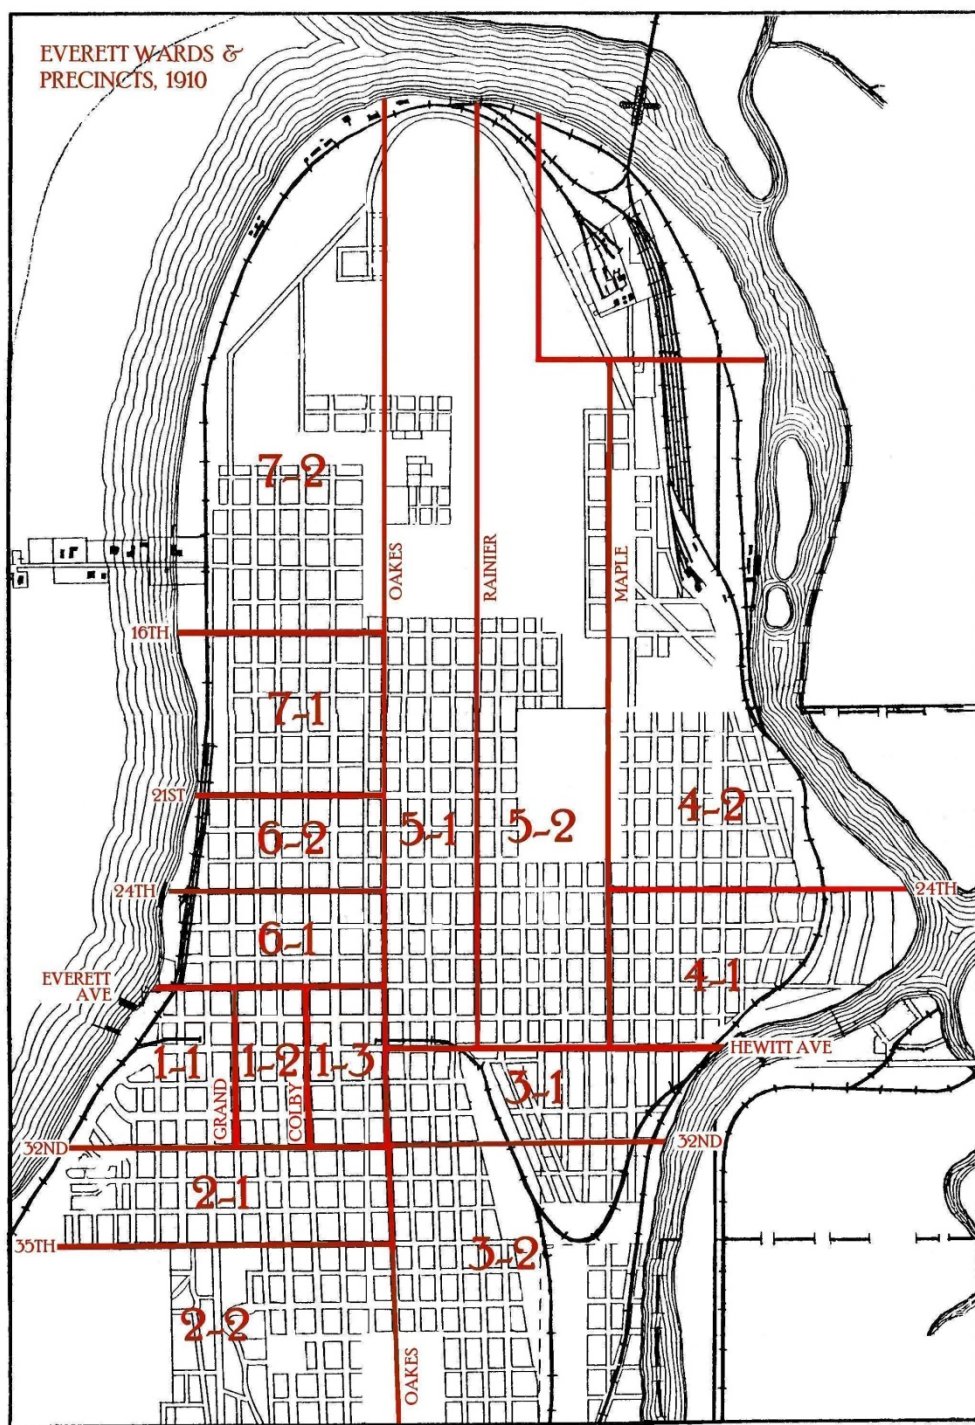 EVERETT WARDS &
PRECINCTS, 1910
7-2
OAKES
RAINIER
MAPLE
16TH
7-1
21ST
6-2
5-1
5-2
4-2
24TH
24TH
6-1
4-1
EVERETT
AVE
HEWITT AVE
1-1
1-2
1-3
3-1
GRAND
COLBY
32ND
32ND
2-1
35TH
3-2
2-2
OAKES